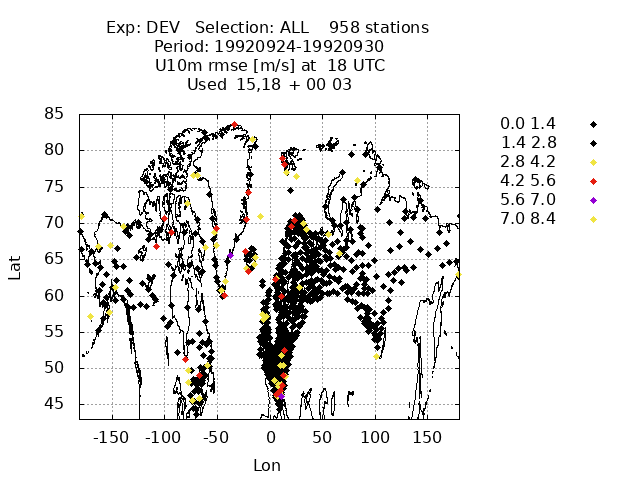 Exp: DEV   Selection: ALL    958 stations
Period: 19920924-19920930
U10m rmse [m/s] at  18 UTC
Used  15,18 + 00 03
85
80
75
70
65
60
55
50
45
Lat
-150 -100 -50 0 50 100 150
Lon
0.0 1.4
1.4 2.8
2.8 4.2
4.2 5.6
5.6 7.0
7.0 8.4